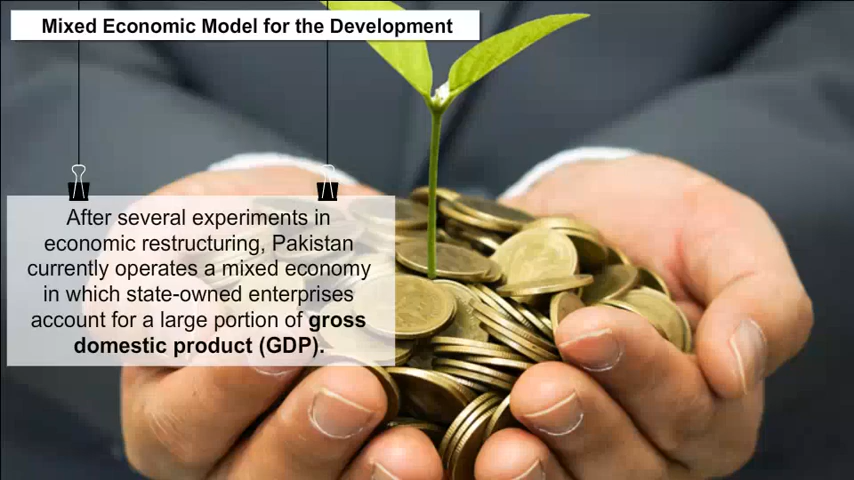 Mixed Economic Model for the Development
After several experiments in
economic restructuring, Pakistan
currently operates a mixed economy
in which state-owned enterprises
account for a large portion of gross
domestic product (GDP).